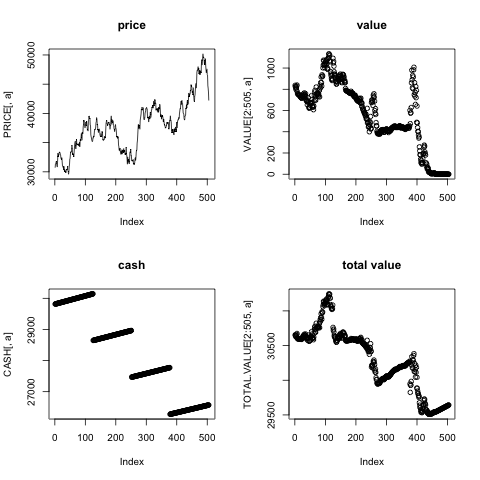 price
PRICE[, a]
30000
40000
50000
0
100
200
300
400
500
Index
value
VALUE[2:505, a]
0
200
600
1000
0
100
200
300
400
500
Index
cash
CASH[, a]
27000
29000
0
100
200
300
400
500
Index
total value
TOTAL.VALUE[2:505, a]
29500
30500
0
100
200
300
400
500
Index